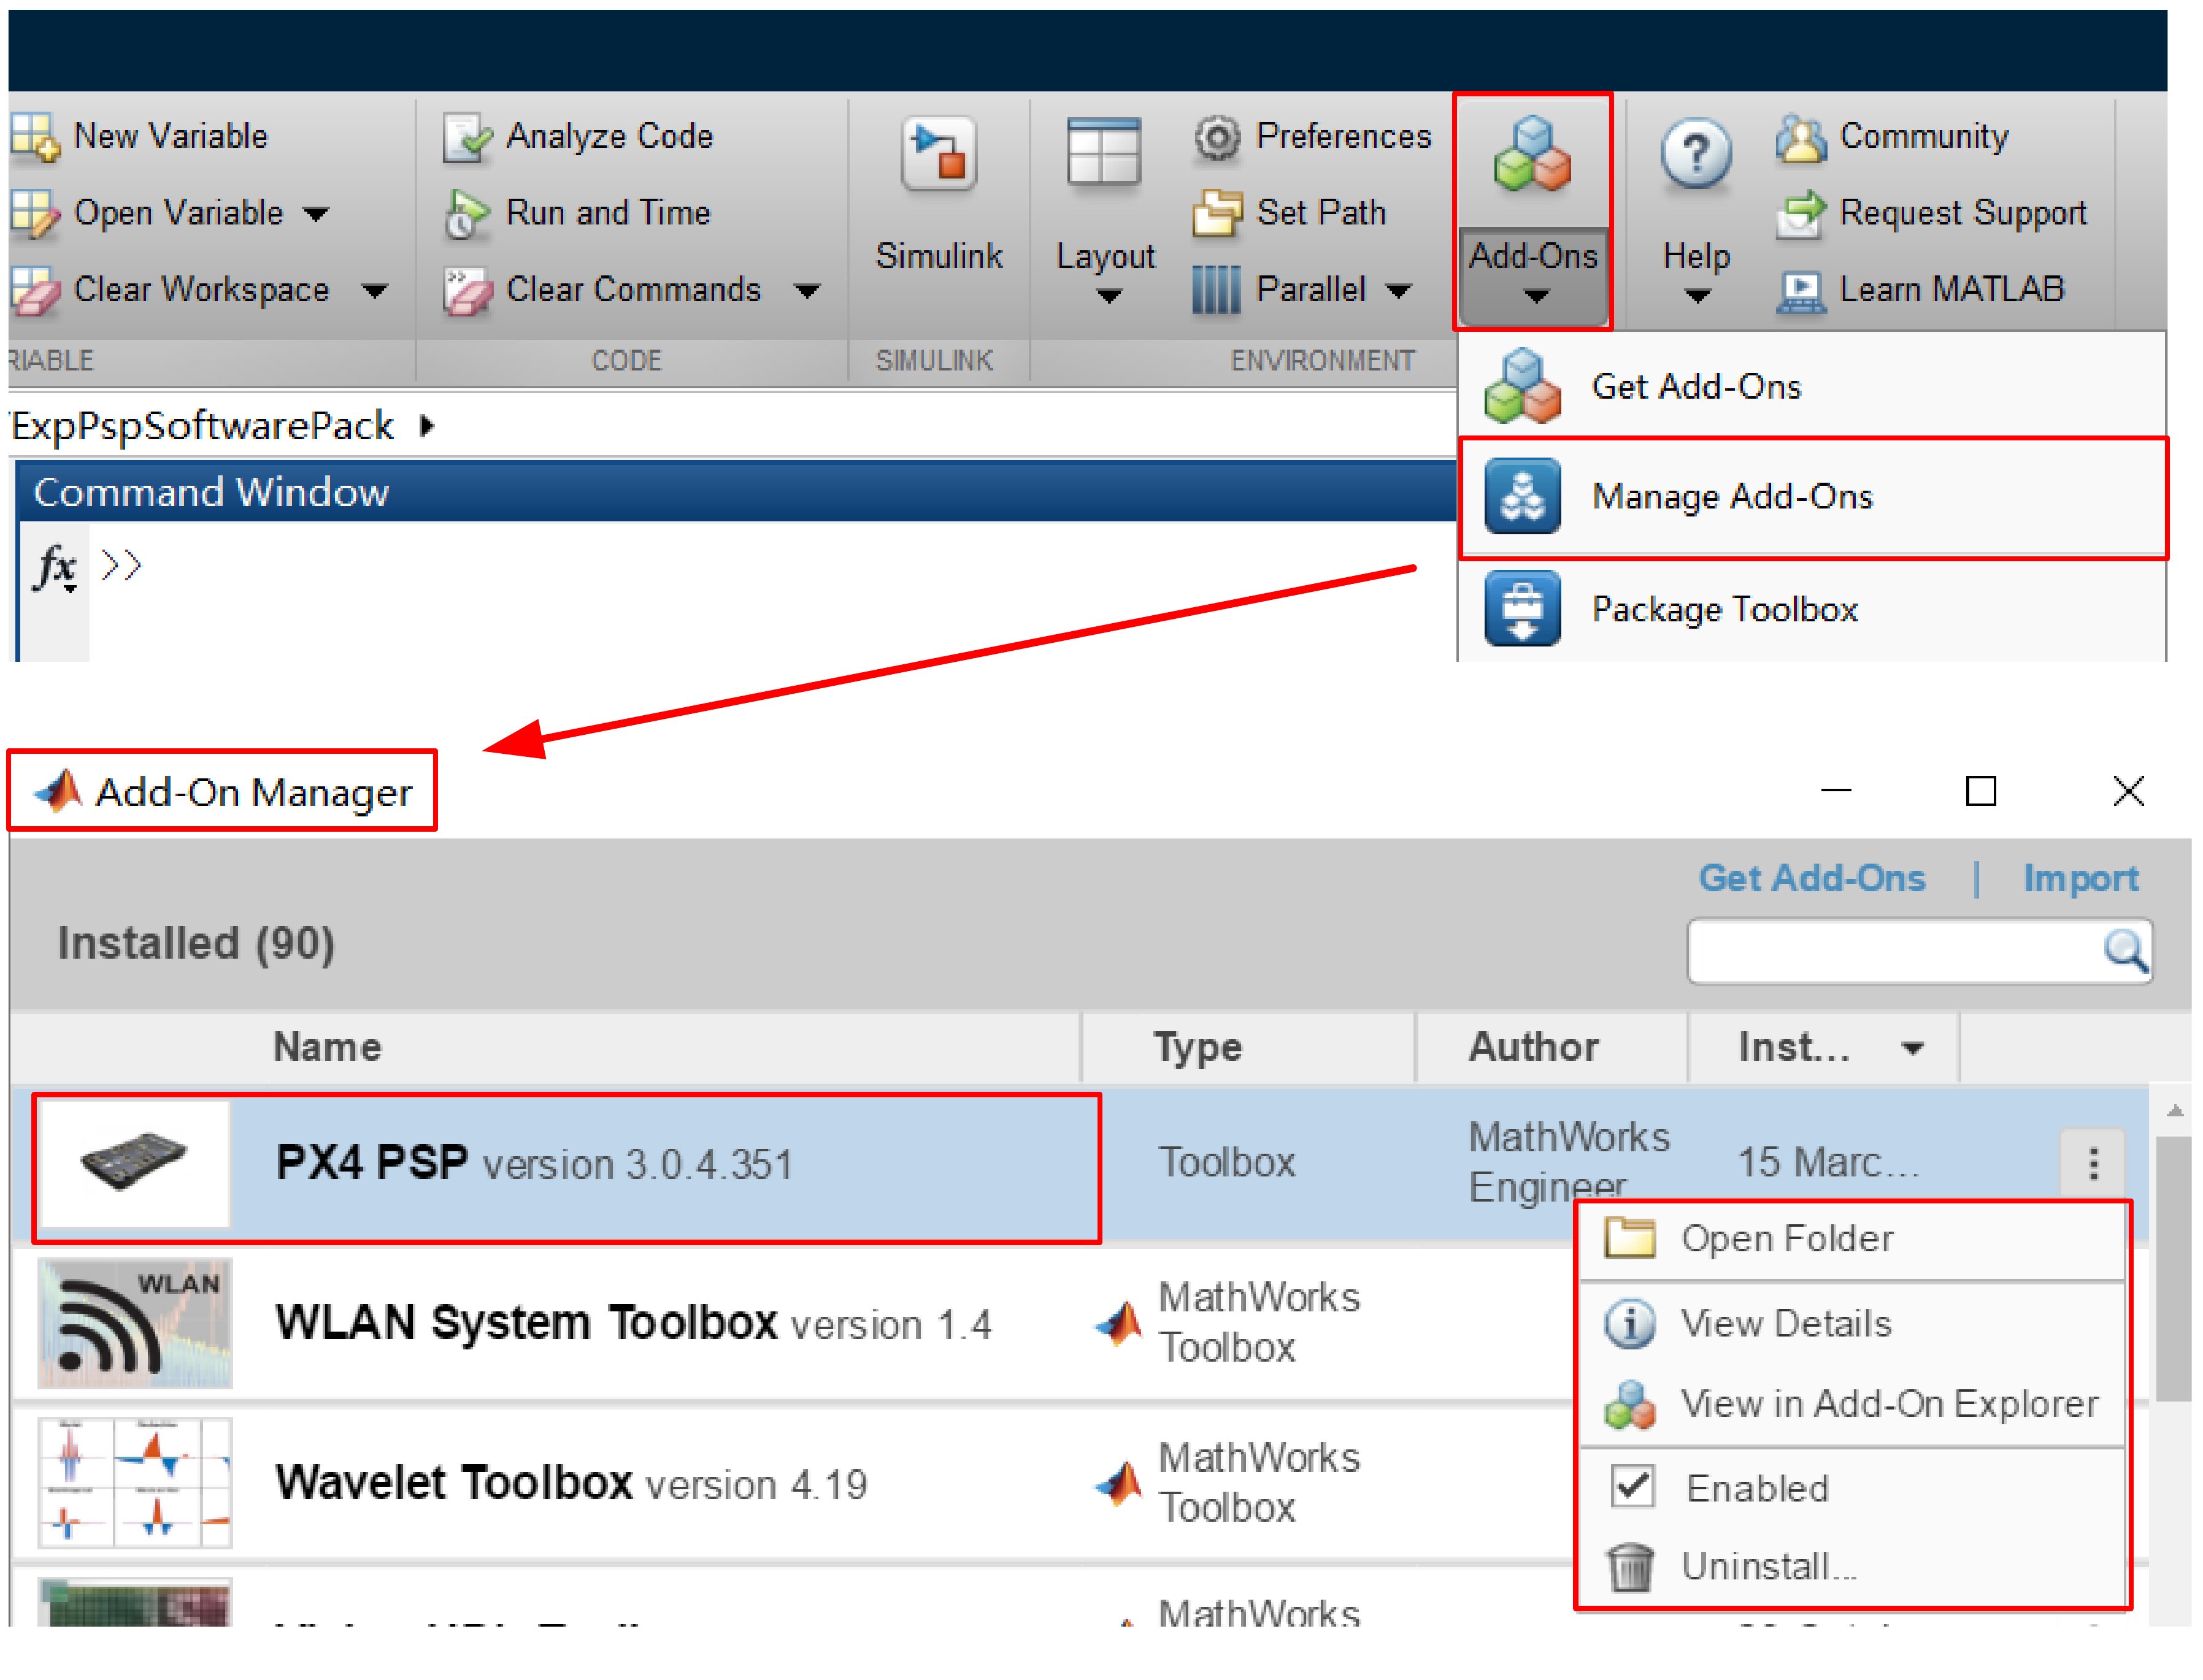 New Variable
Open Variable
Clear Workspace
RIABLE
Analyze Code
Run and Time
Clear Commands
CODE
Simulink
SIMULINK
Layout
Preferences
Set Path
Parallel
ENVIRONMENT
Add-Ons
Help
Community
Request Support
Learn MATLAB
Get Add-Ons
Manage Add-Ons
Package Toolbox
ExpPspSoftwarePack
Command Window
fx >>
Add-On Manager
Get Add-Ons | Import
Installed (90)
Name Type Author Inst...
PX4 PSP version 3.0.4.351 Toolbox
MathWorks
Engineer
15 Marc...
Open Folder
View Details
View in Add-On Explorer
Enabled
Uninstall...
WLAN
WLAN System Toolbox version 1.4
MathWorks
Toolbox
Wavelet Toolbox version 4.19
MathWorks
Toolbox
MathWorks